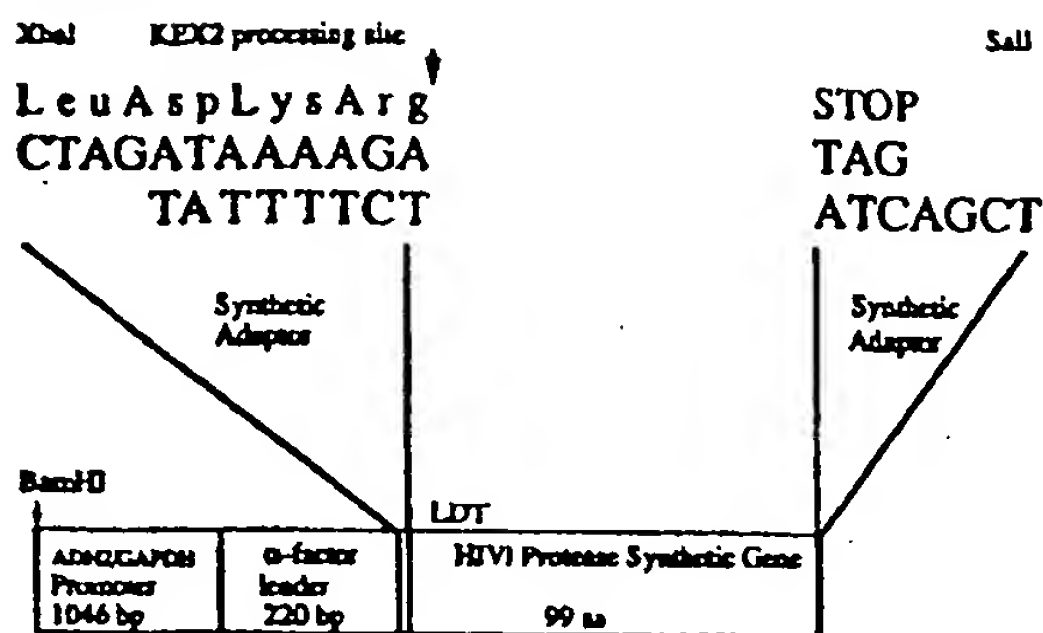 XbaI KEX2 processing site SalI
LeuAspLysArg STOP
CTAGATAAAAGA TAG
TATTTTCT ATCAGCT
Synthetic Adaptor
Synthetic Adaptor
BamHI
LDT
ADH2/GAPDH
Promoter
1046 bp
α-factor
leader
220 bp
HIV1 Protease Synthetic Gene
99 aa